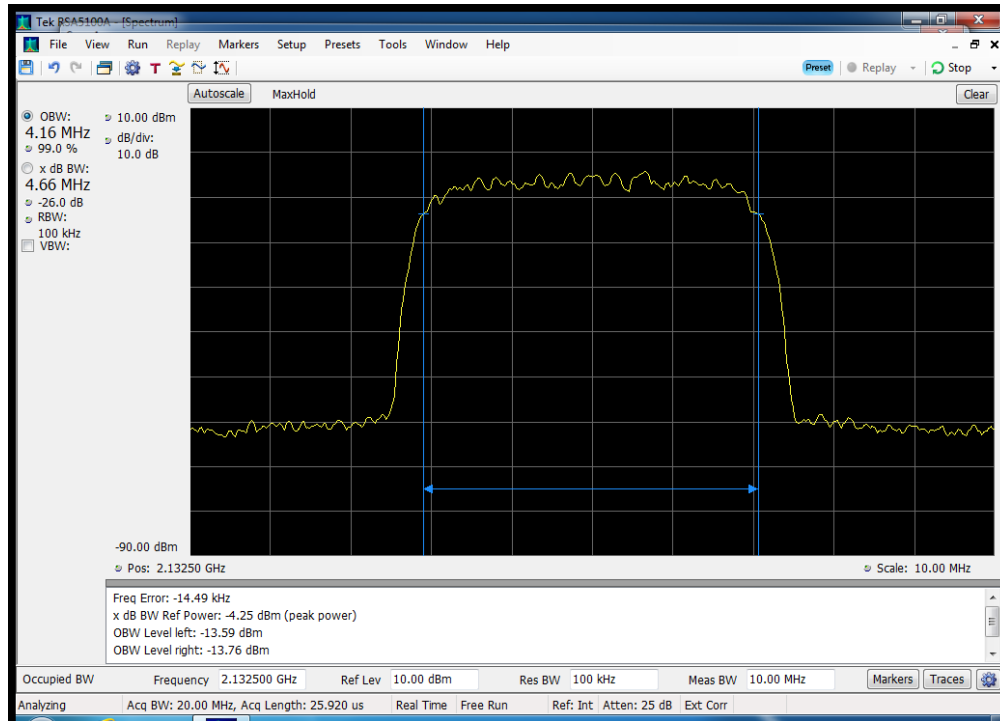 Tek RSA5100A - [Spectrum]
File View Run Replay Markers Setup Presets Tools Window Help
T Preset Replay Stop
Autoscale MaxHold Clear
OBW: 10.00 dBm
4.16 MHz dB/div:
99.0 % 10.0 dB
x dB BW:
4.66 MHz
-26.0 dB
RBW:
100 kHz
VBW:
-90.00 dBm
Pos: 2.13250 GHz Scale: 10.00 MHz
Freq Error: -14.49 kHz
x dB BW Ref Power: -4.25 dBm (peak power)
OBW Level left: -13.59 dBm
OBW Level right: -13.76 dBm
Occupied BW Frequency 2.132500 GHz Ref Lev 10.00 dBm Res BW 100 kHz Meas BW 10.00 MHz Markers Traces
Analyzing Acq BW: 20.00 MHz, Acq Length: 25.920 us Real Time Free Run Ref: Int Atten: 25 dB Ext Corr